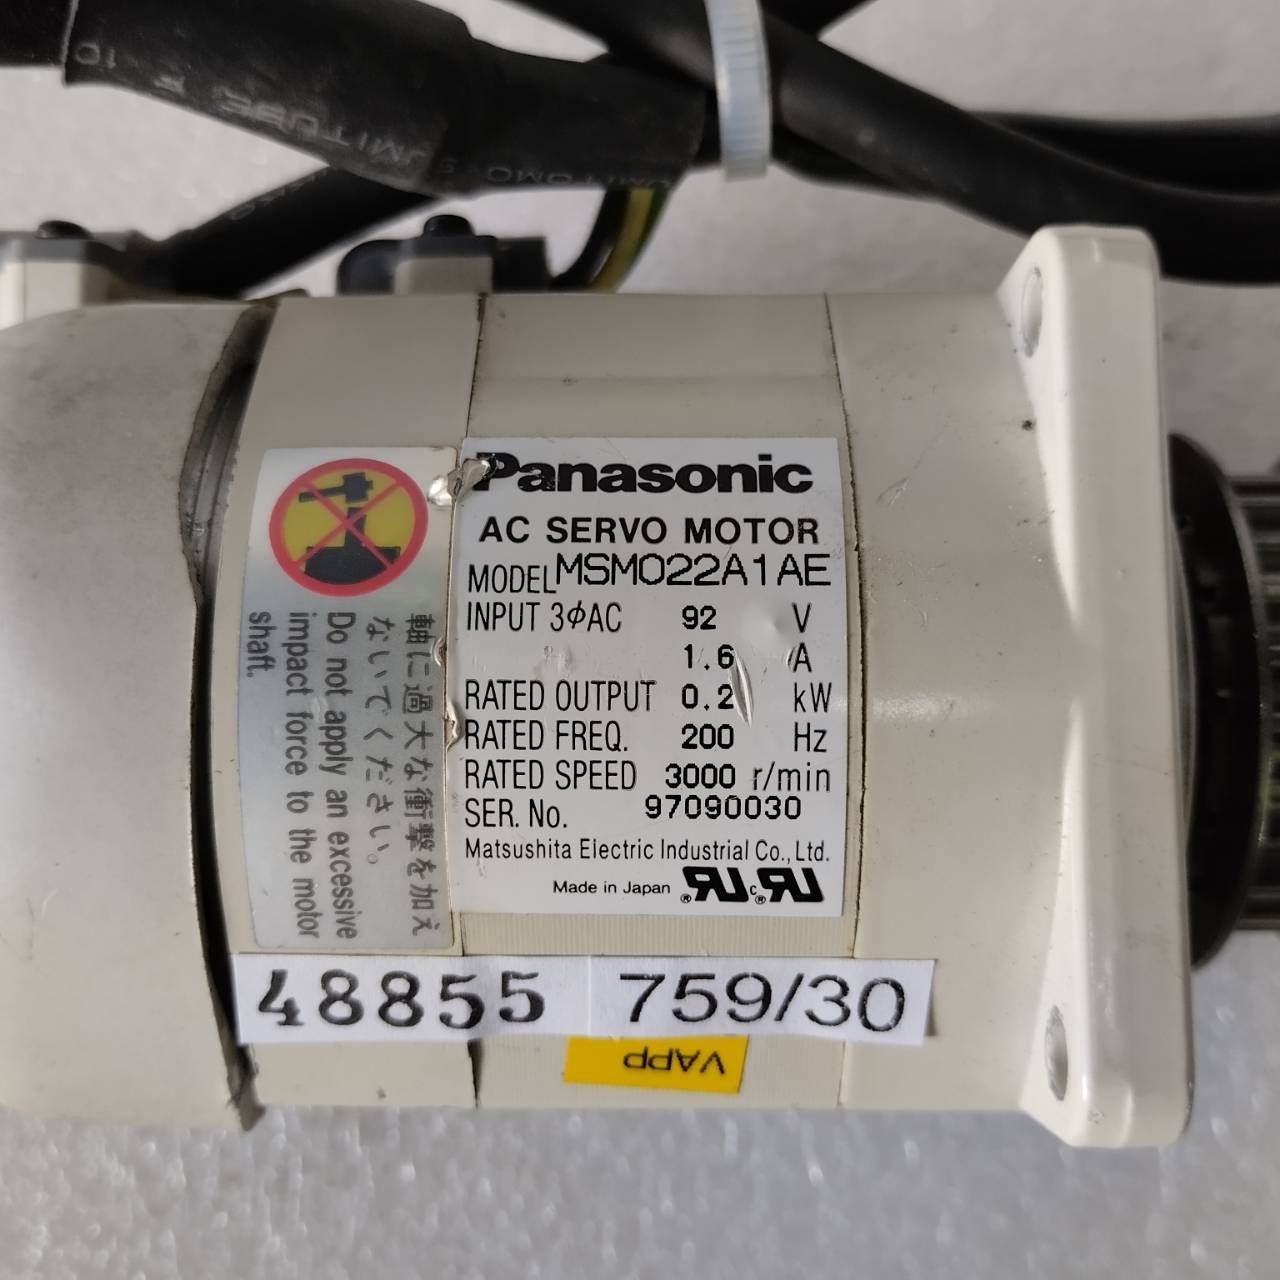 Panasonic
AC SERVO MOTOR
MODEL MSM022A1AE
INPUT 3ϕAC 92 V
1.6 A
RATED OUTPUT 0.2 kW
RATED FREQ. 200 Hz
RATED SPEED 3000 r/min
SER. No. 97090030
Matsushita Electric Industrial Co., Ltd.
Made in Japan RU® c RU®
軸に過大な衝撃を加え
ないでください。
Do not apply an excessive
impact force to the motor
shaft.
48855 759/30
VAPP